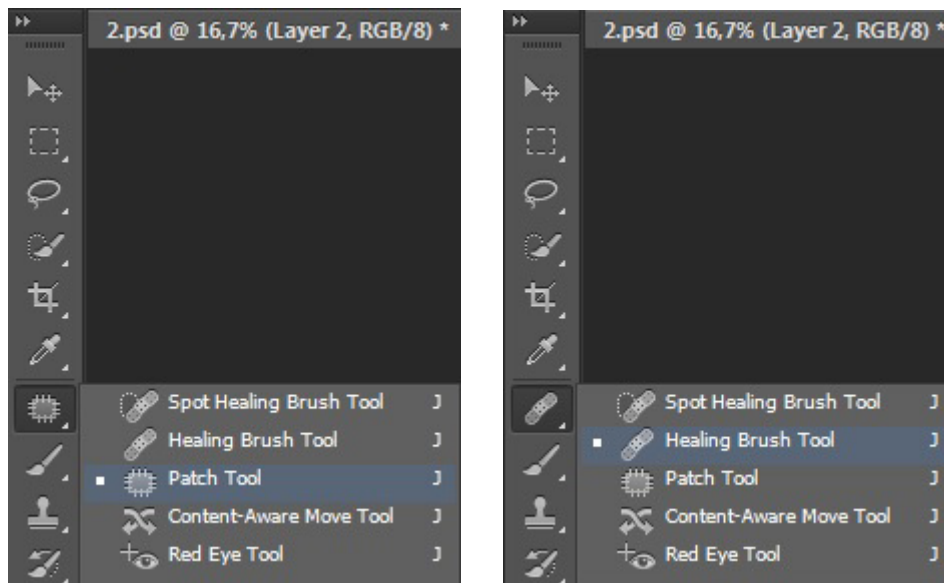 2.psd @ 16,7% (Layer 2, RGB/8) *
Spot Healing Brush Tool J
Healing Brush Tool J
Patch Tool J
Content-Aware Move Tool J
Red Eye Tool J
2.psd @ 16,7% (Layer 2, RGB/8) *
Spot Healing Brush Tool J
Healing Brush Tool J
Patch Tool J
Content-Aware Move Tool J
Red Eye Tool J